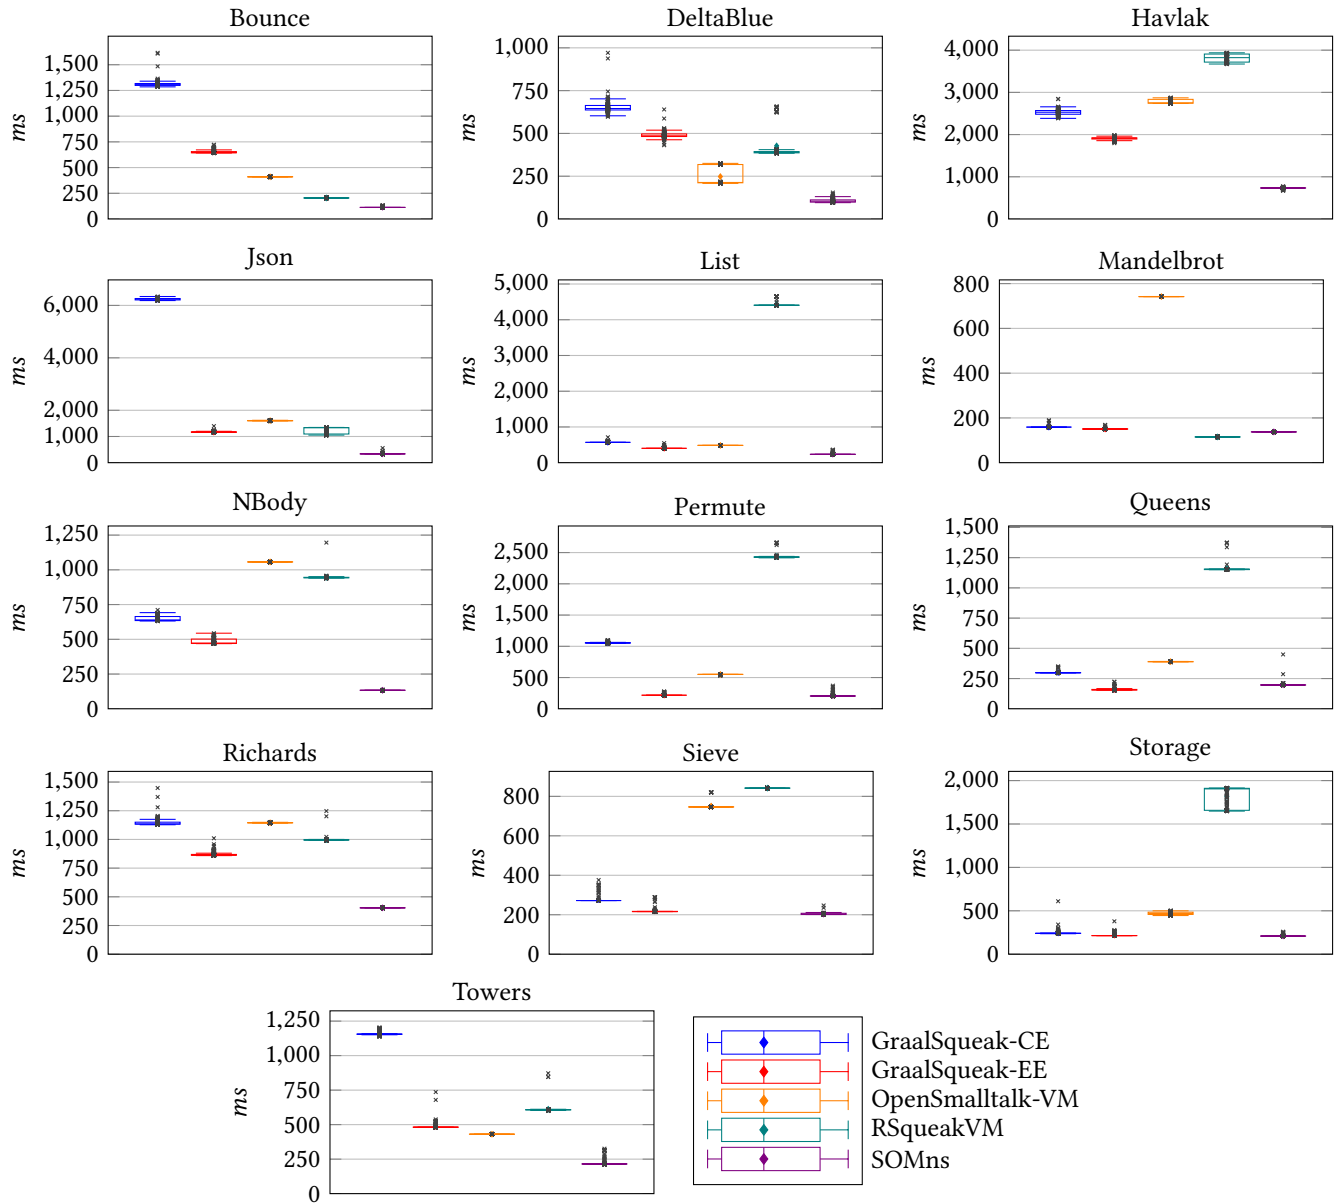 Bounce
1,500
1,250
1,000
750
500
250
0
ms
DeltaBlue
1,000
750
500
250
0
ms
Havlak
4,000
3,000
2,000
1,000
0
ms
Json
6,000
4,000
2,000
1,000
0
ms
List
5,000
4,000
3,000
2,000
1,000
0
ms
Mandelbrot
800
600
400
200
0
ms
NBody
1,250
1,000
750
500
250
0
ms
Permute
2,500
2,000
1,500
1,000
500
0
ms
Queens
1,500
1,250
1,000
750
500
250
0
ms
Richards
1,500
1,250
1,000
750
500
250
0
ms
Sieve
800
600
400
200
0
ms
Storage
2,000
1,500
1,000
500
0
ms
Towers
1,250
1,000
750
500
250
0
ms
GraalSqueak-CE
GraalSqueak-EE
OpenSmalltalk-VM
RSqueakVM
SOMns